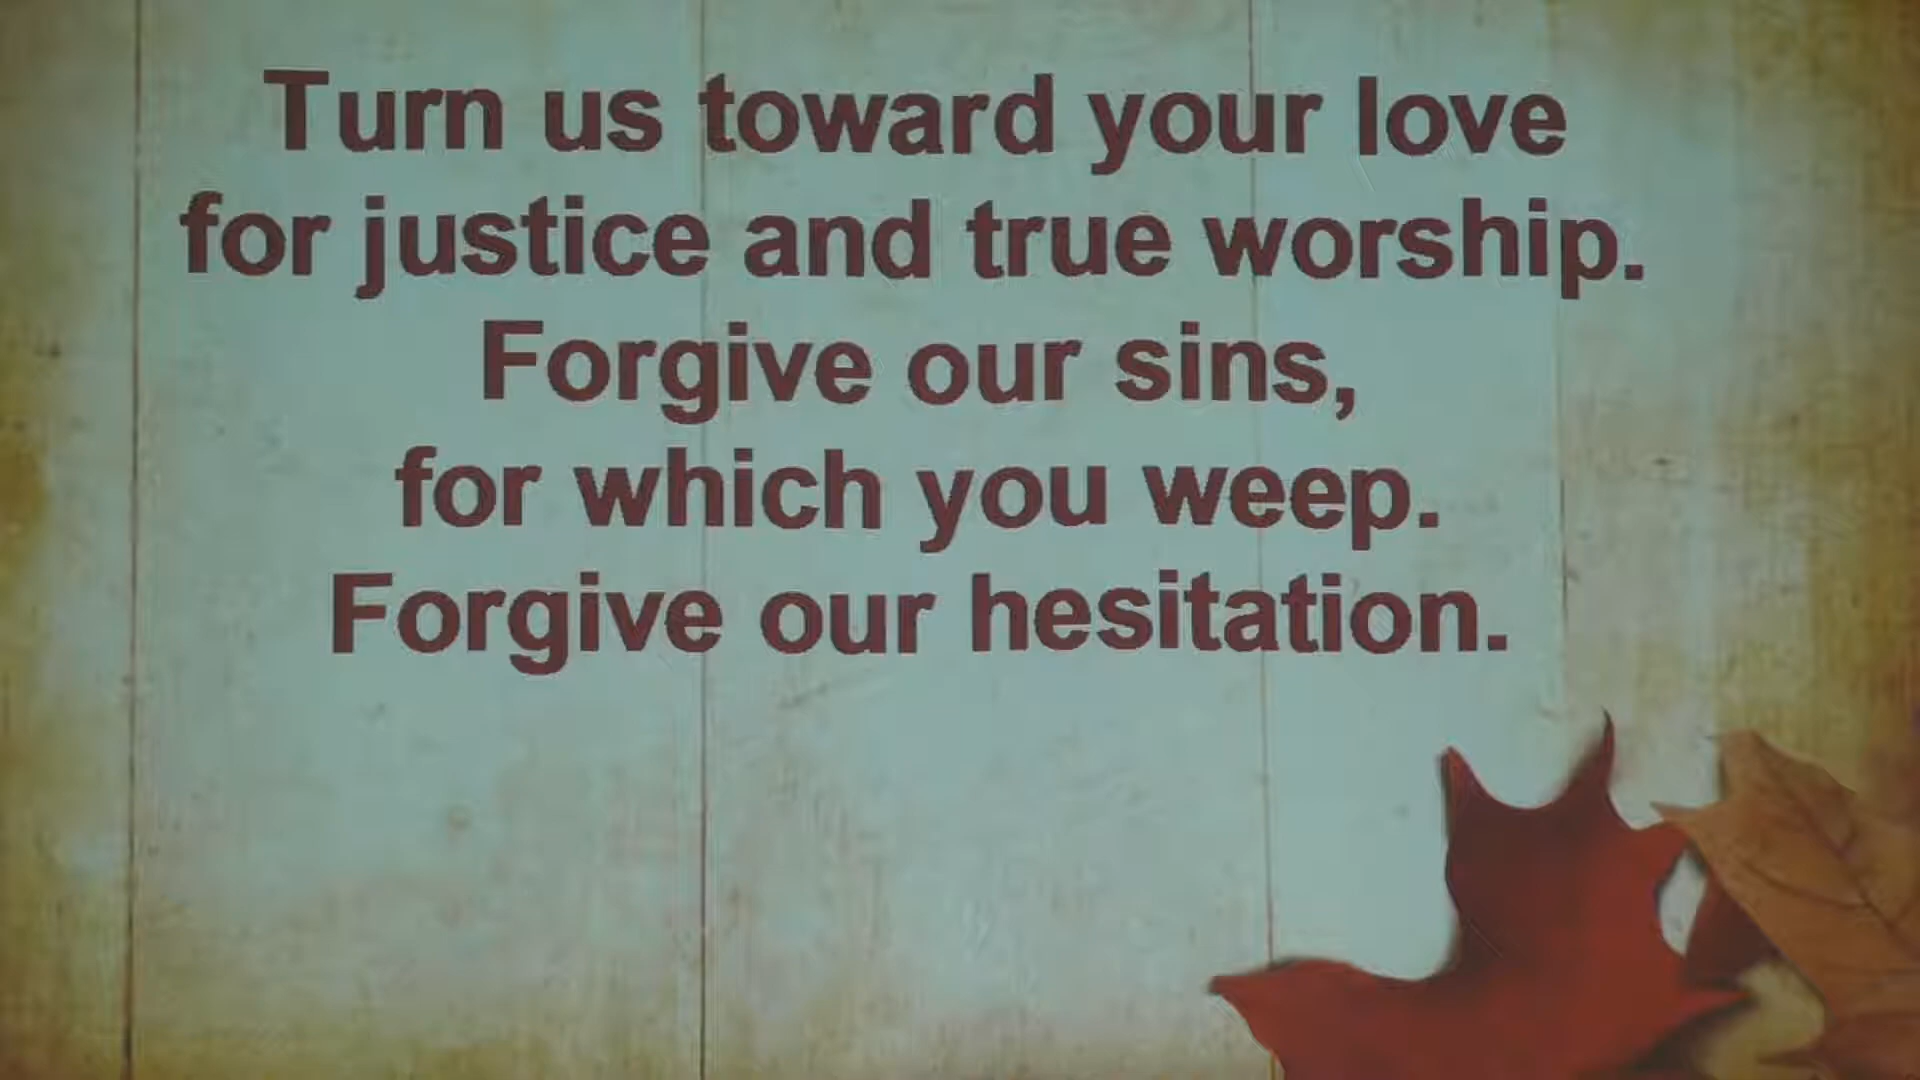 Turn us toward your love
for justice and true worship.
Forgive our sins,
for which you weep.
Forgive our hesitation.